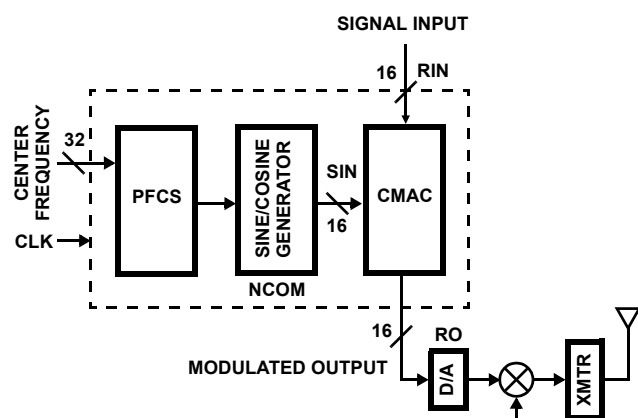 SIGNAL INPUT
16
RIN
CENTER
FREQUENCY
32
CLK
PFCS
SINE/COSINE
GENERATOR
SIN
16
CMAC
NCOM
16
RO
MODULATED OUTPUT
D/A
XMTR